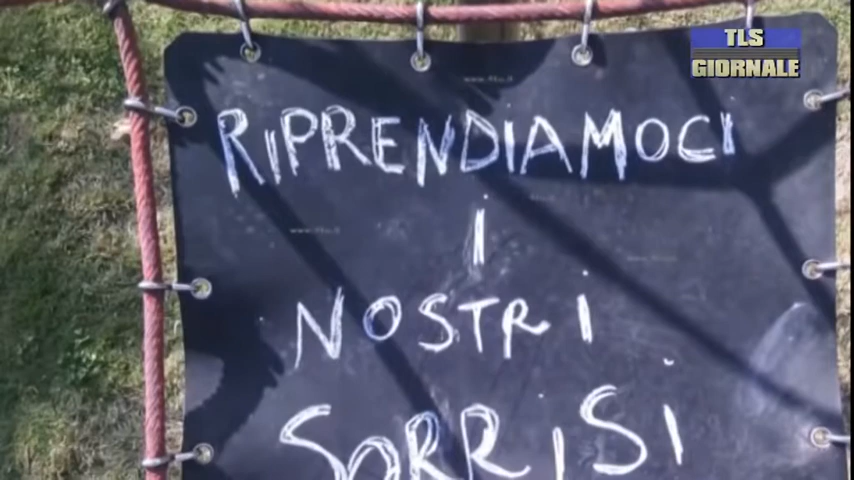 TLS
GIORNALE
RiPRENDIAMOCI
i
NOSTRi
SORRiSi